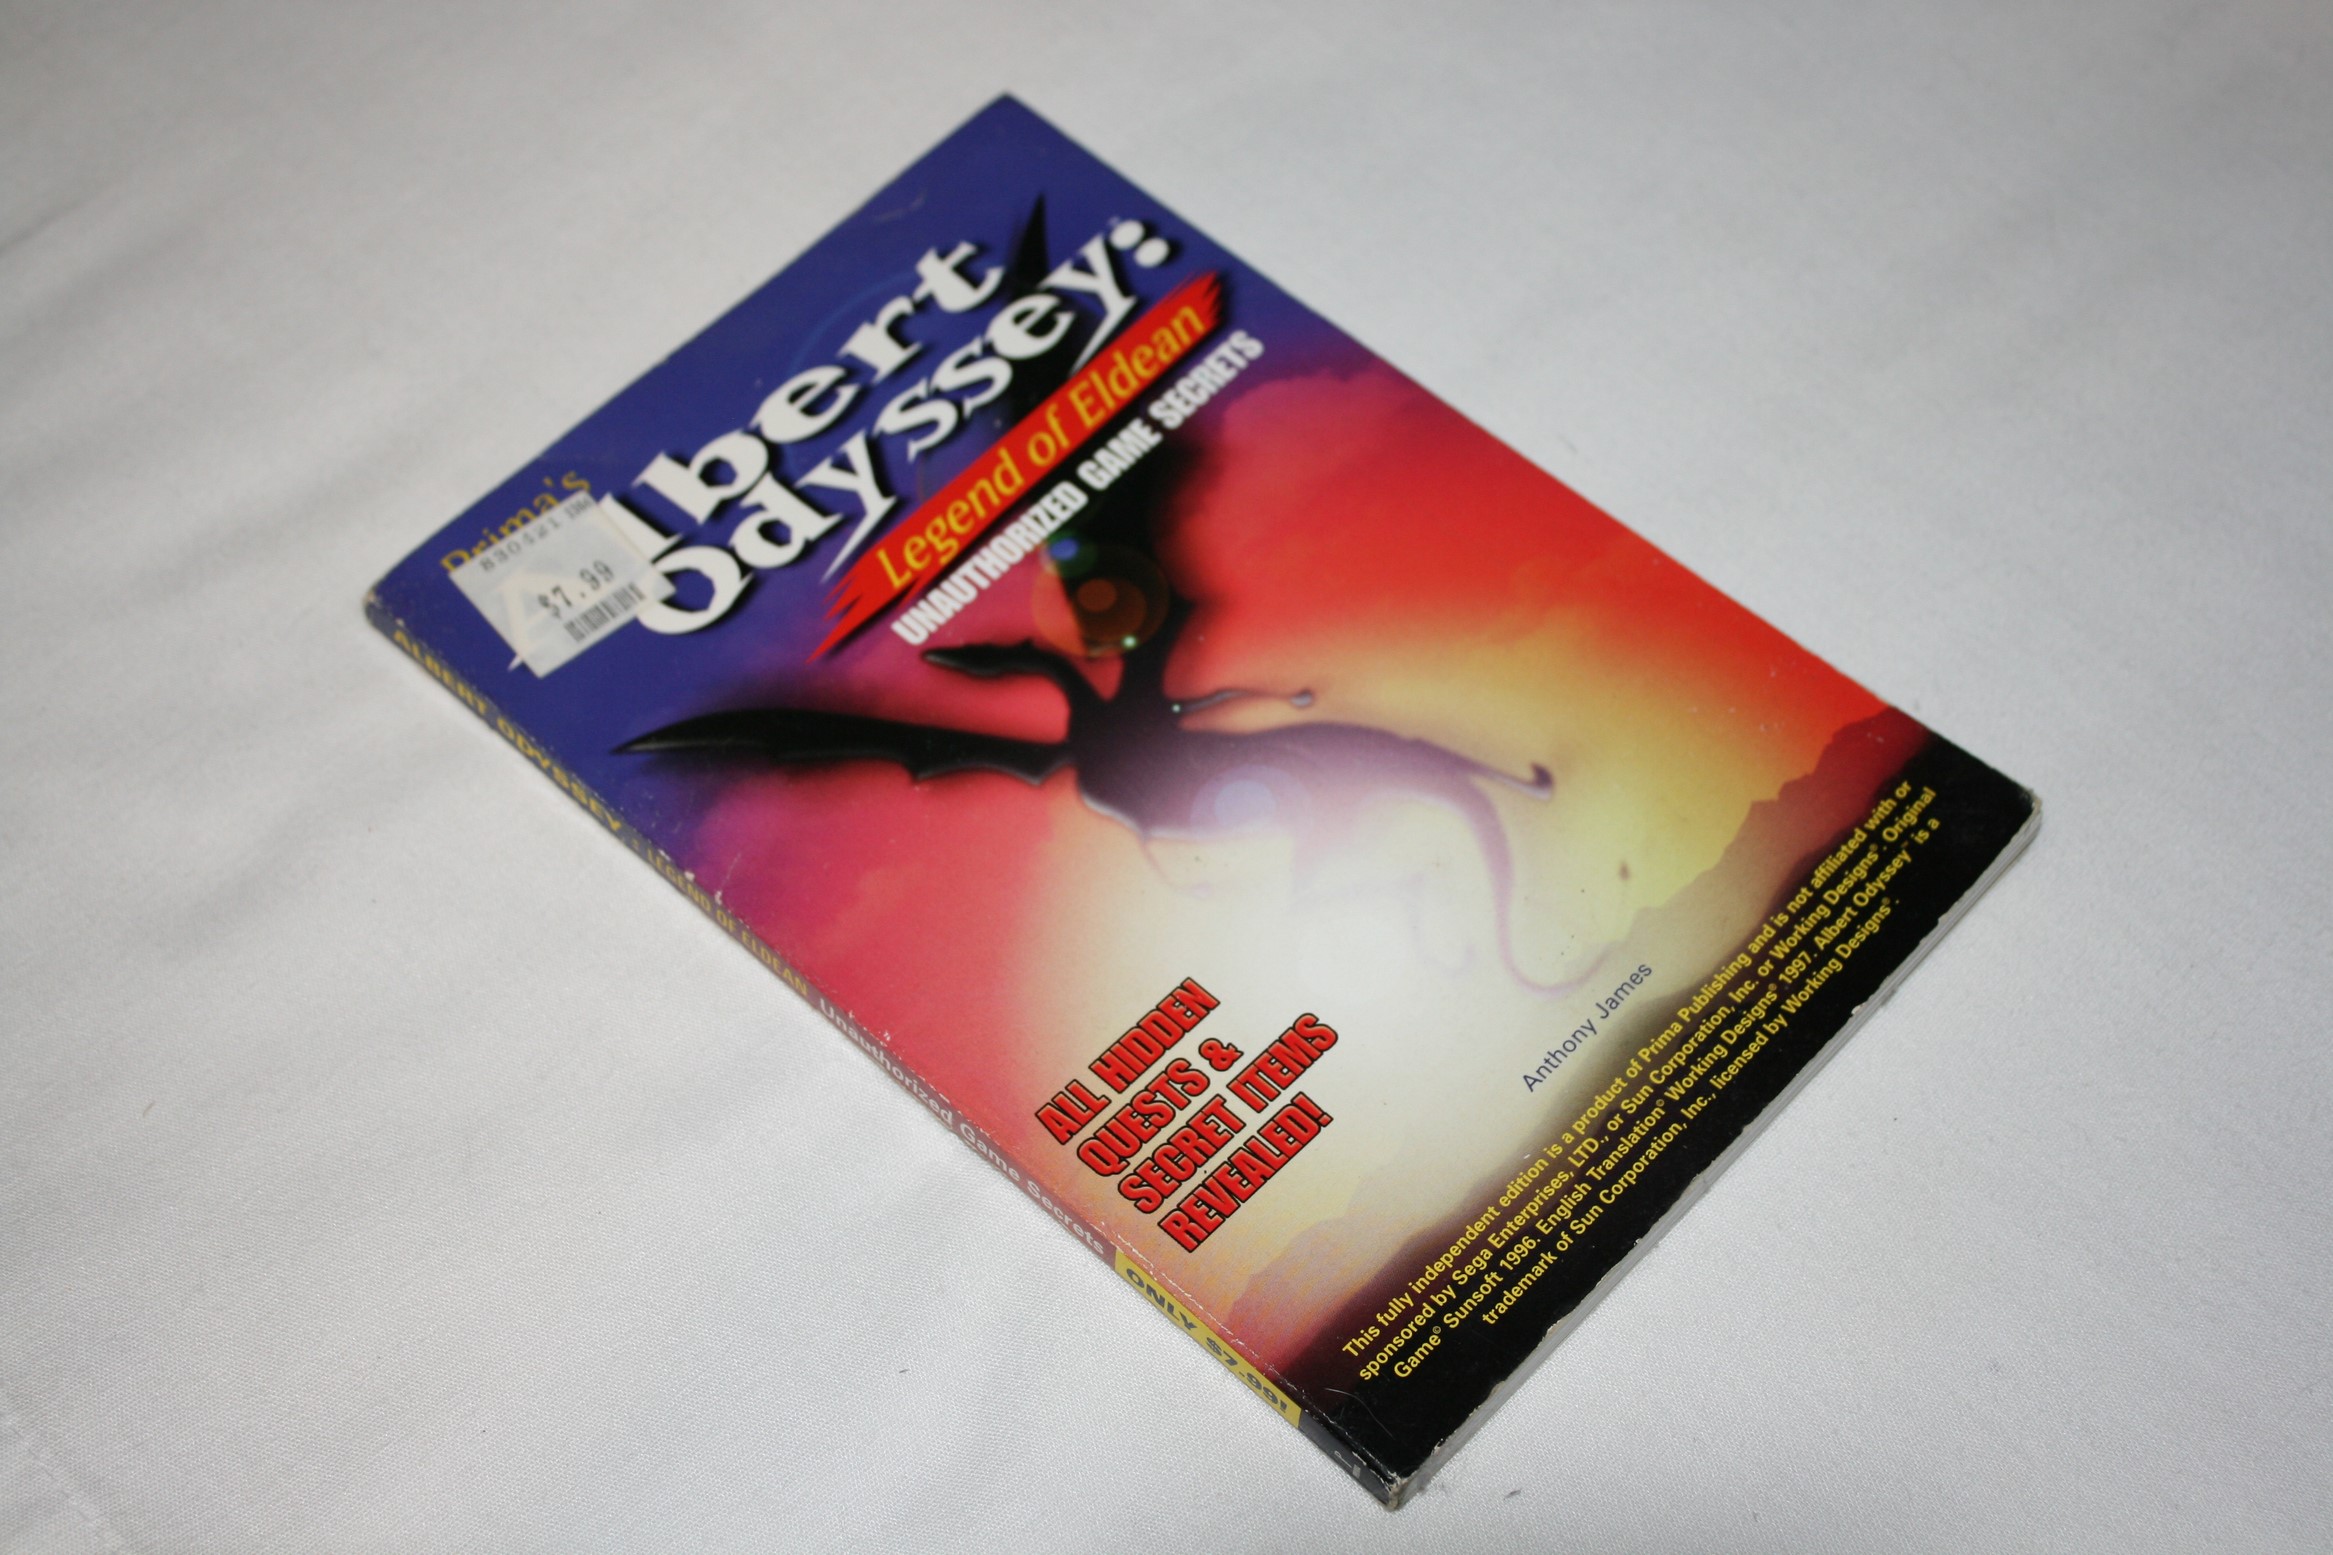 Prima's
Albert
Odyssey:
Legend of Eldean
UNAUTHORIZED GAME SECRETS
830421
$7.99
ALL HIDDEN
QUESTS &
SECRET ITEMS
REVEALED!
Anthony James
This fully independent edition is a product of Prima Publishing and is not affiliated with or
sponsored by Sega Enterprises, LTD., or Sun Corporation, Inc. or Working Designs®. Original
Game© Sunsoft 1996. English Translation© Working Designs® 1997. Albert Odyssey™ is a
trademark of Sun Corporation, Inc., licensed by Working Designs®.
ALBERT ODYSSEY : LEGEND OF ELDEAN Unauthorized Game Secrets ONLY $7.99!